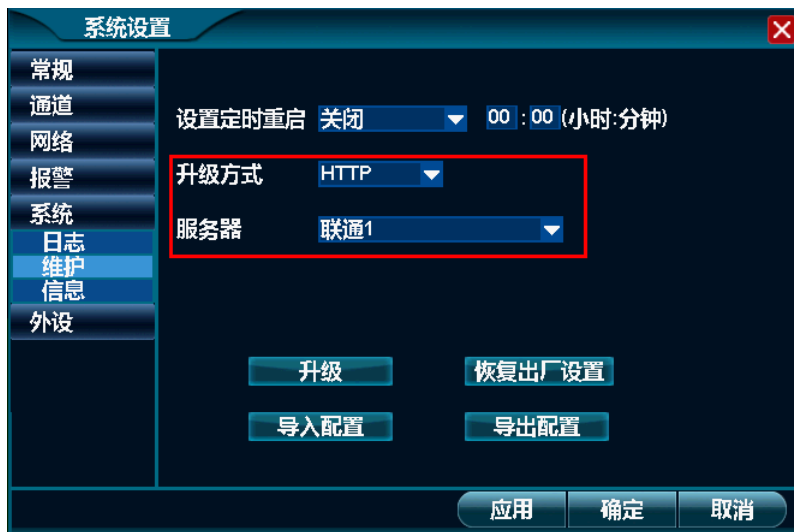 系统设置
常规
通道
网络
报警
系统
日志
维护
信息
外设
设置定时重启 关闭 00 : 00 (小时:分钟)
升级方式 HTTP
服务器 联通1
升级 恢复出厂设置
导入配置 导出配置
应用 确定 取消